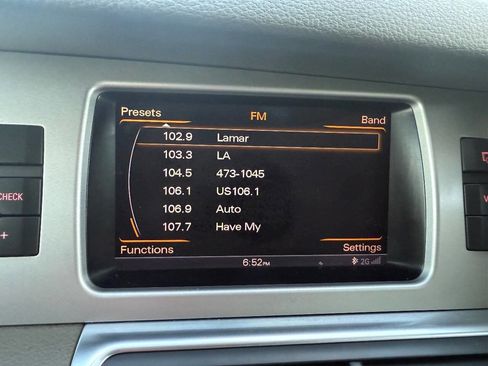 Presets FM Band
102.9 Lamar
103.3 LA
104.5 473-1045
106.1 US106.1
106.9 Auto
107.7 Have My
Functions Settings
6:52PM 2G
CHECK
+